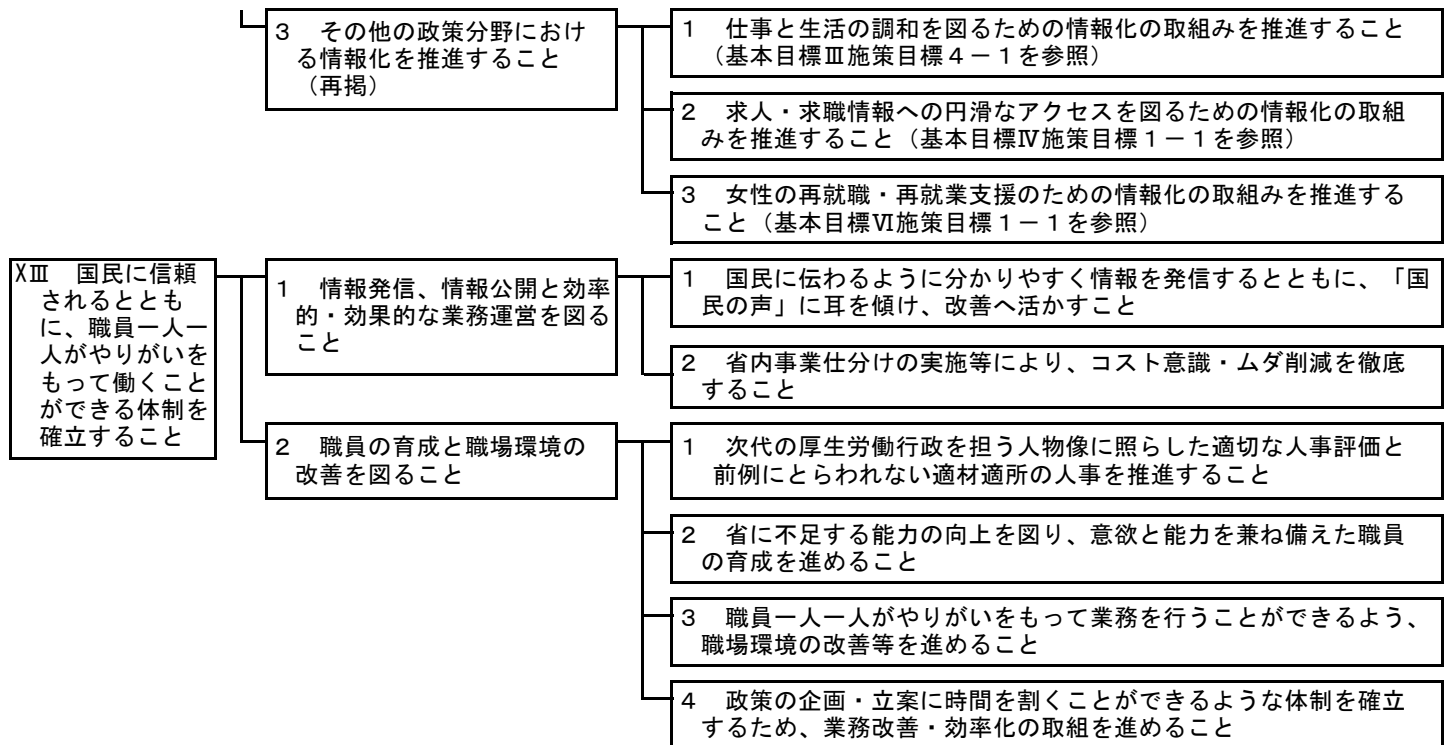 ３　その他の政策分野におけ
る情報化を推進すること
（再掲）
１　仕事と生活の調和を図るための情報化の取組みを推進すること
（基本目標Ⅲ施策目標４－１を参照）
２　求人・求職情報への円滑なアクセスを図るための情報化の取組
みを推進すること（基本目標Ⅳ施策目標１－１を参照）
３　女性の再就職・再就業支援のための情報化の取組みを推進する
こと（基本目標Ⅵ施策目標１－１を参照）
ⅩⅢ　国民に信頼
されるととも
に、職員一人一
人がやりがいを
もって働くこと
ができる体制を
確立すること
１　情報発信、情報公開と効率
的・効果的な業務運営を図る
こと
１　国民に伝わるように分かりやすく情報を発信するとともに、「国
民の声」に耳を傾け、改善へ活かすこと
２　省内事業仕分けの実施等により、コスト意識・ムダ削減を徹底
すること
２　職員の育成と職場環境の
改善を図ること
１　次代の厚生労働行政を担う人物像に照らした適切な人事評価と
前例にとらわれない適材適所の人事を推進すること
２　省に不足する能力の向上を図り、意欲と能力を兼ね備えた職員
の育成を進めること
３　職員一人一人がやりがいをもって業務を行うことができるよう、
職場環境の改善等を進めること
４　政策の企画・立案に時間を割くことができるような体制を確立
するため、業務改善・効率化の取組を進めること